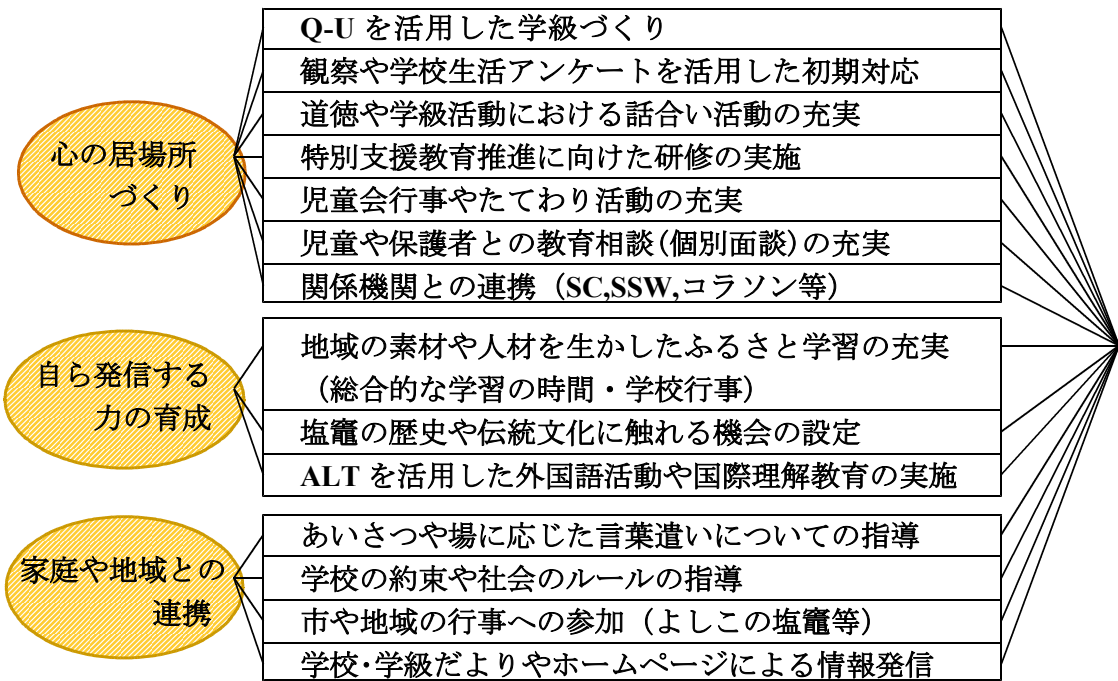 心の居場所
づくり
Q-U を活用した学級づくり
観察や学校生活アンケートを活用した初期対応
道徳や学級活動における話合い活動の充実
特別支援教育推進に向けた研修の実施
児童会行事やたてわり活動の充実
児童や保護者との教育相談(個別面談)の充実
関係機関との連携（SC,SSW,コラソン等）
自ら発信する
力の育成
地域の素材や人材を生かしたふるさと学習の充実
（総合的な学習の時間・学校行事）
塩竈の歴史や伝統文化に触れる機会の設定
ALT を活用した外国語活動や国際理解教育の実施
家庭や地域との
連携
あいさつや場に応じた言葉遣いについての指導
学校の約束や社会のルールの指導
市や地域の行事への参加（よしこの塩竈等）
学校･学級だよりやホームページによる情報発信